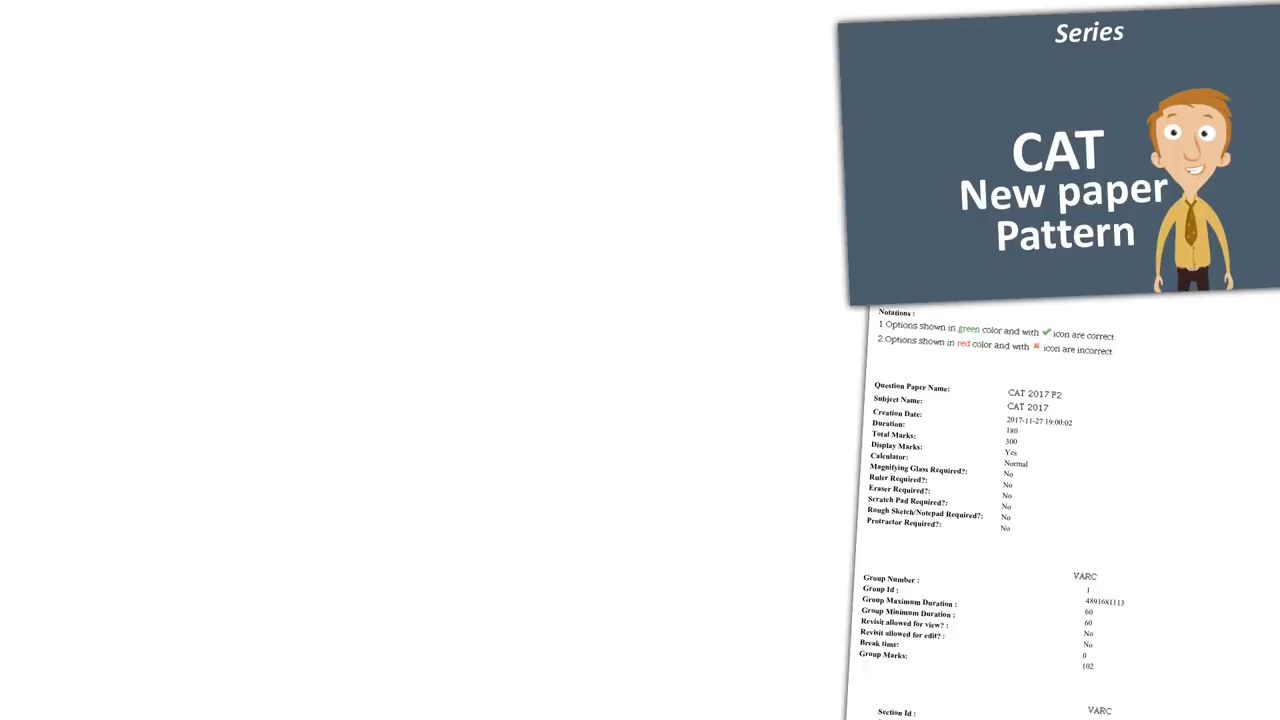 Series
CAT
New paper
Pattern
Notations :
1.Options shown in green color and with ✔ icon are correct.
2.Options shown in red color and with ✖ icon are incorrect.
Question Paper Name: CAT 2017 F2
Subject Name: CAT 2017
Creation Date: 2017-11-27 19:00:02
Duration: 180
Total Marks: 300
Display Marks: Yes
Calculator: Normal
Magnifying Glass Required?: No
Ruler Required?: No
Eraser Required?: No
Scratch Pad Required?: No
Rough Sketch/Notepad Required?: No
Protractor Required?: No
VARC
Group Number : 1
Group Id : 4891681113
Group Maximum Duration : 60
Group Minimum Duration : 60
Revisit allowed for view? : No
Revisit allowed for edit? : No
Break time: 0
Group Marks: 102
VARC
Section Id :